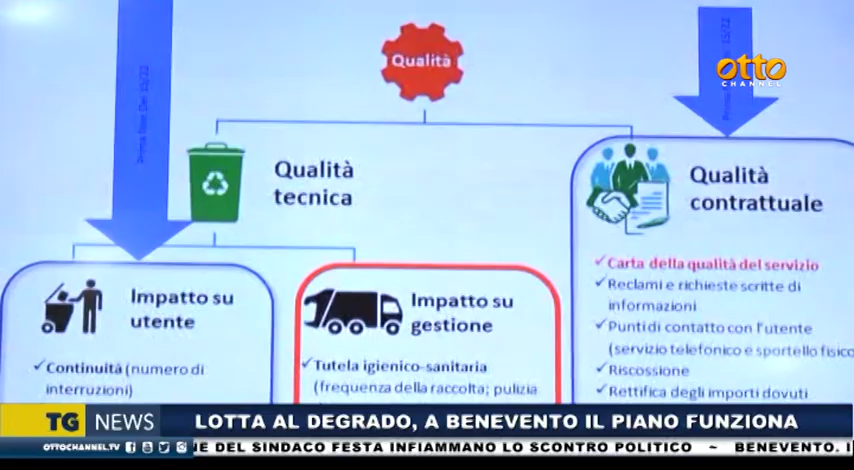 Qualità
otto
CHANNEL
Qualità
tecnica
Qualità
contrattuale
Impatto su
utente
✓Continuità (numero di
interruzioni)
Impatto su
gestione
✓Tutela igienico-sanitaria
(frequenza della raccolta; pulizia
✓Carta della qualità del servizio
✓Reclami e richieste scritte di
informazioni
✓Punti di contatto con l'utente
(servizio telefonico e sportello fisico
✓Riscossione
✓Rettifica degli importi dovuti
TG NEWS
LOTTA AL DEGRADO, A BENEVENTO IL PIANO FUNZIONA
OTTOCHANNEL.TV
NE DEL SINDACO FESTA INFIAMMANO LO SCONTRO POLITICO ~ BENEVENTO. I